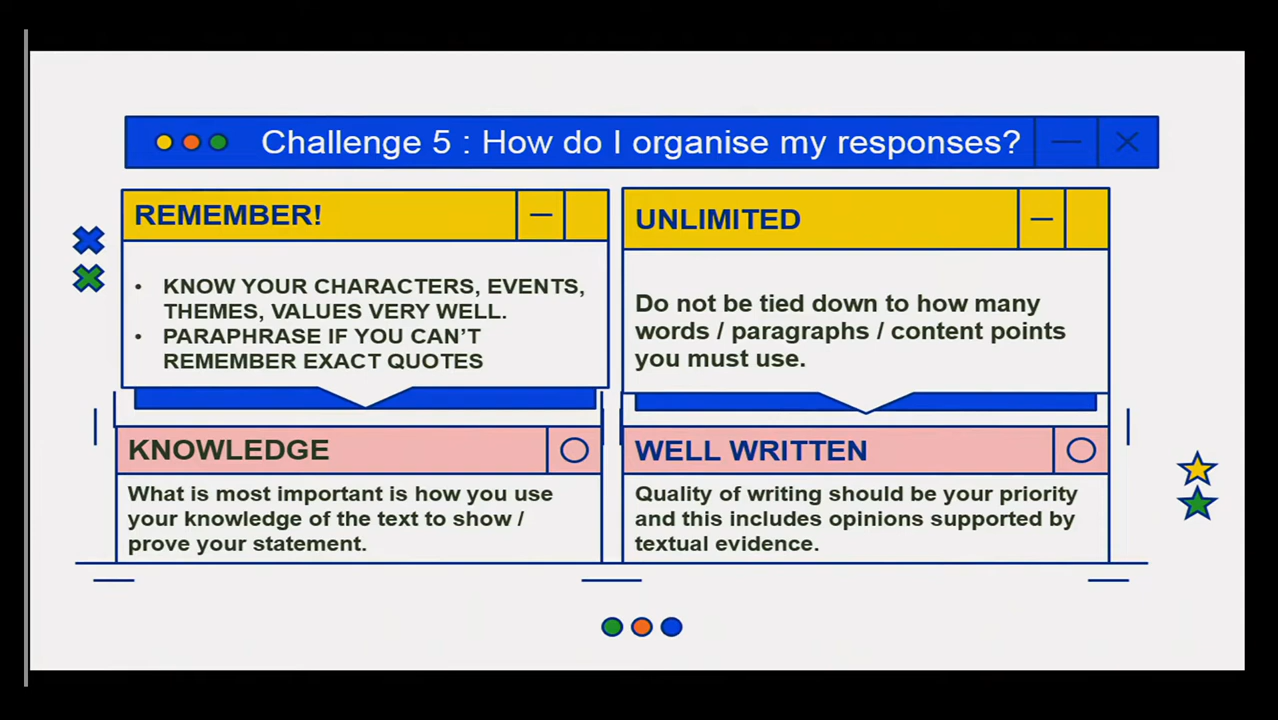 Challenge 5 : How do I organise my responses?
REMEMBER!
• KNOW YOUR CHARACTERS, EVENTS,
THEMES, VALUES VERY WELL.
• PARAPHRASE IF YOU CAN'T
REMEMBER EXACT QUOTES
UNLIMITED
Do not be tied down to how many
words / paragraphs / content points
you must use.
KNOWLEDGE
What is most important is how you use
your knowledge of the text to show /
prove your statement.
WELL WRITTEN
Quality of writing should be your priority
and this includes opinions supported by
textual evidence.